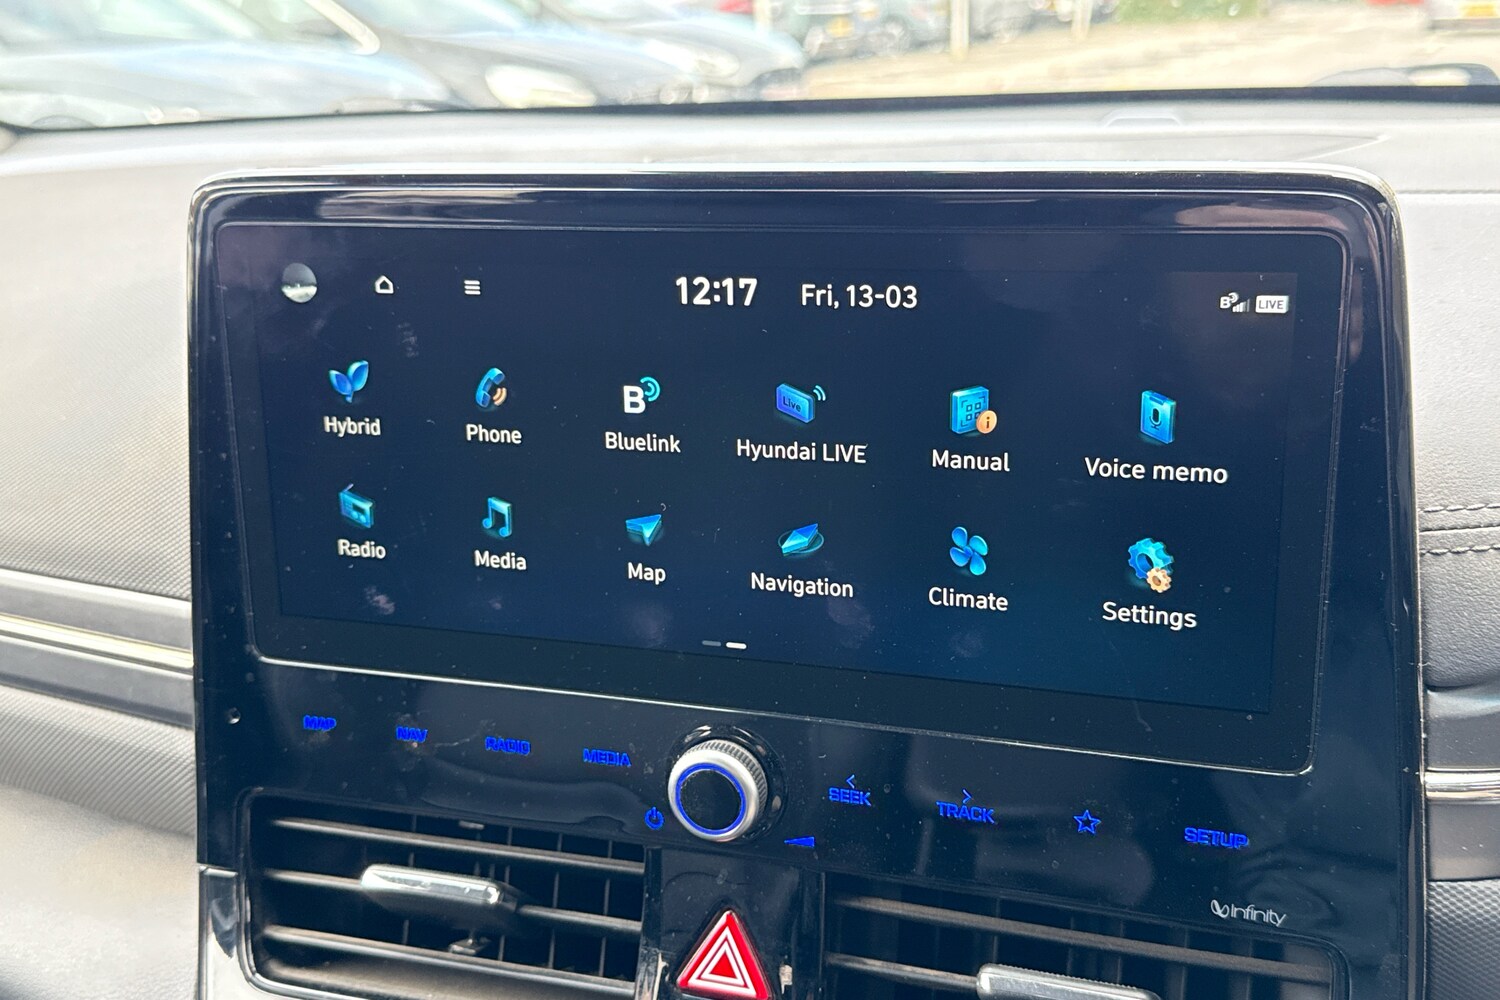 12:17 Fri, 13-03
B LIVE
Live
B
Hybrid Phone Bluelink Hyundai LIVE Manual Voice memo
Radio Media Map Navigation Climate Settings
MAP NAV RADIO MEDIA
< SEEK > TRACK SETUP
Infinity